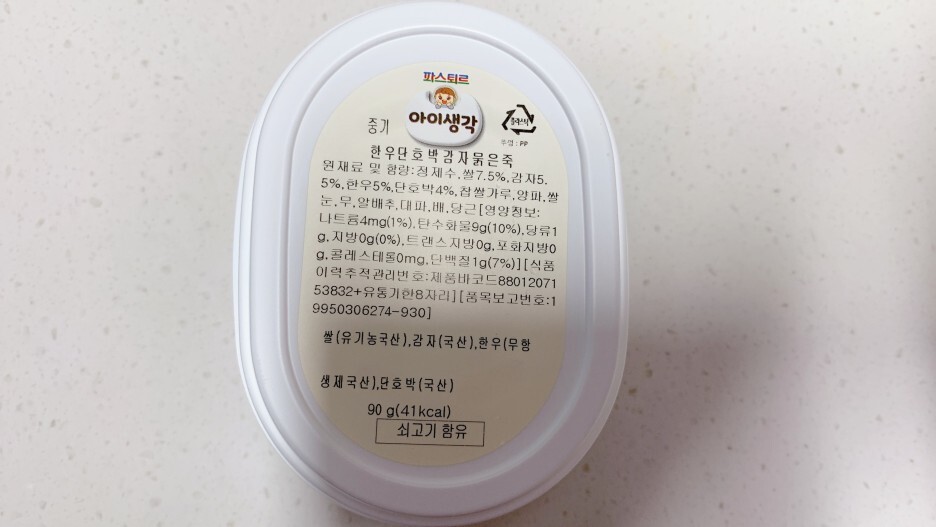 파스퇴르
아이생각
중기
플라스틱
뚜껑 : PP
한우단호박감자묽은죽
원재료 및 함량:정제수,쌀7.5%,감자5.
5%,한우5%,단호박4%,찹쌀가루,양파,쌀
눈,무,알배추,대파,배,당근[영양정보:
나트륨4mg(1%),탄수화물9g(10%),당류1
g,지방0g(0%),트랜스지방0g,포화지방0
g,콜레스테롤0mg,단백질1g(7%)][식품
이력추적관리번호:제품바코드88012071
53832+유통기한8자리][품목보고번호:1
9950306274-930]
쌀(유기농국산),감자(국산),한우(무항
생제국산),단호박(국산)
90 g(41kcal)
쇠고기 함유